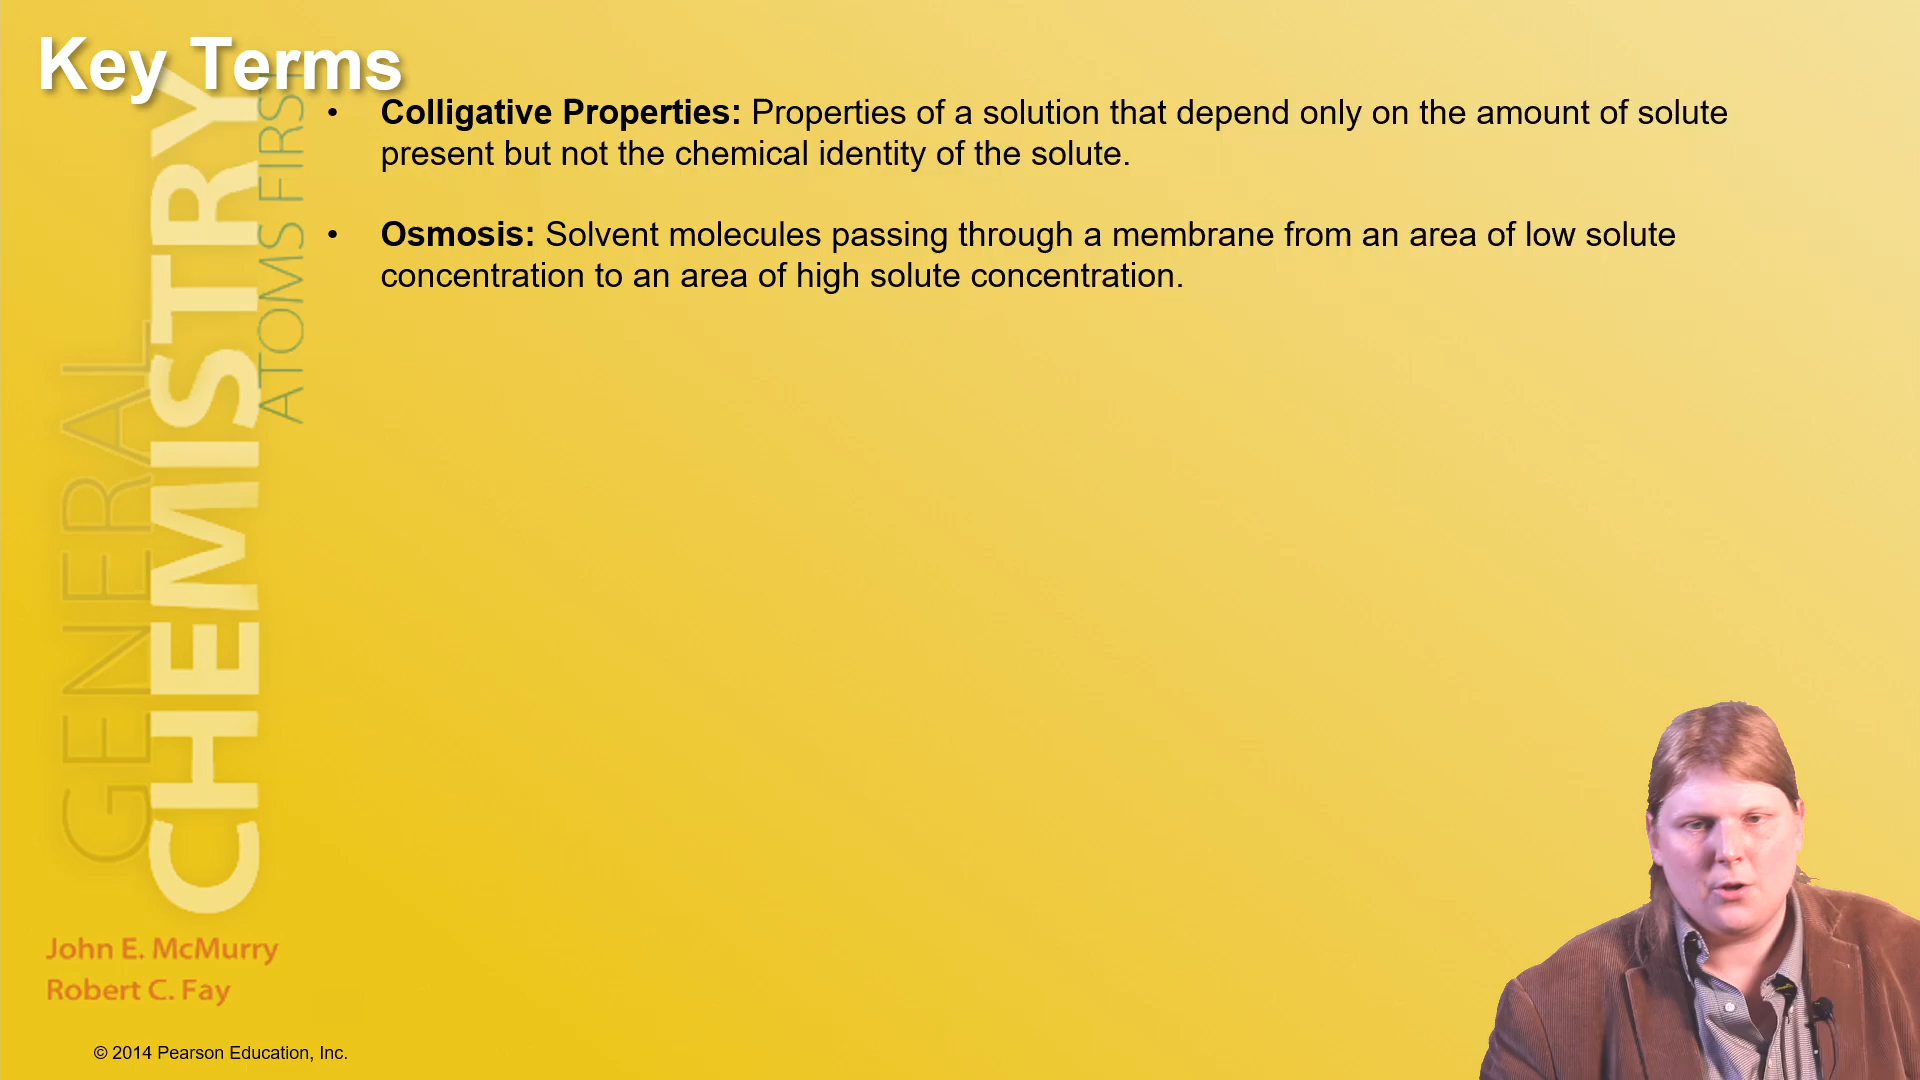 Key Terms
• Colligative Properties: Properties of a solution that depend only on the amount of solute
present but not the chemical identity of the solute.
• Osmosis: Solvent molecules passing through a membrane from an area of low solute
concentration to an area of high solute concentration.
GENERAL
CHEMISTRY
ATOMS FIRST
John E. McMurry
Robert C. Fay
© 2014 Pearson Education, Inc.